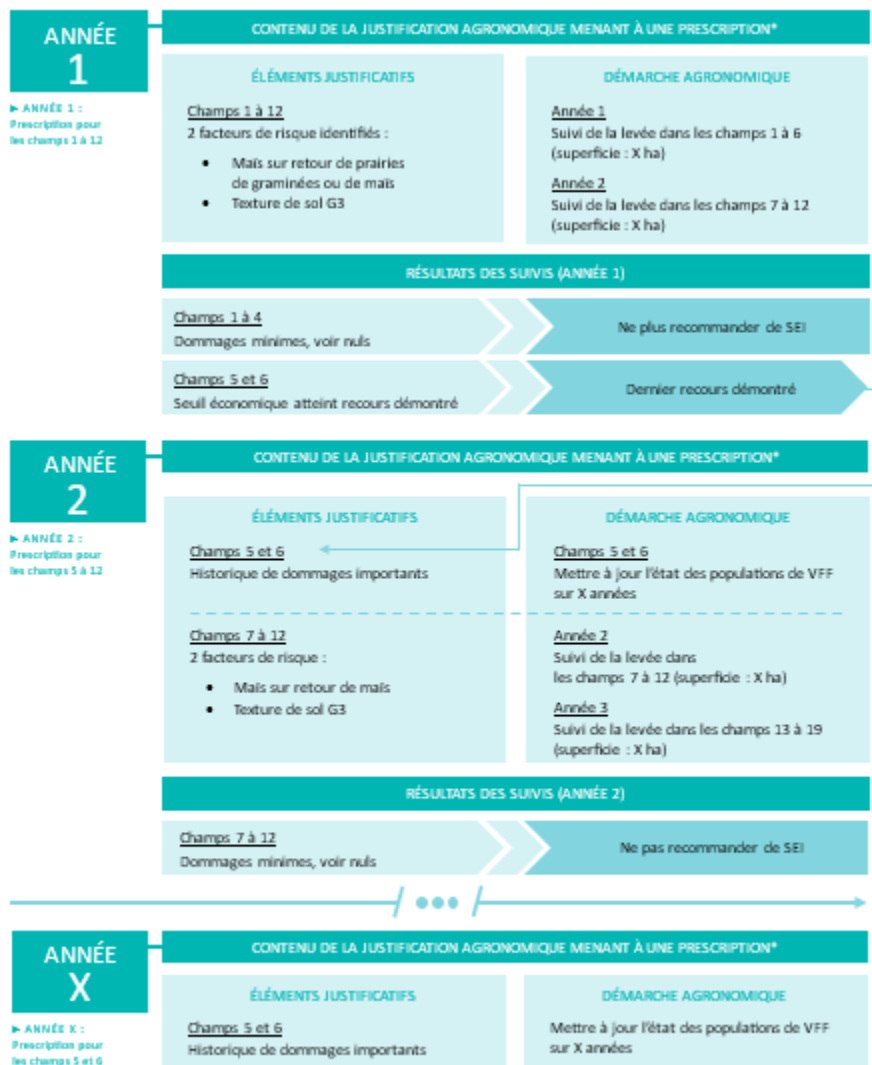 ANNÉE
1
► ANNÉE 1 :
Prescription pour
les champs 1 à 12
CONTENU DE LA JUSTIFICATION AGRONOMIQUE MENANT À UNE PRESCRIPTION*
ÉLÉMENTS JUSTIFICATIFS
Champs 1 à 12
2 facteurs de risque identifiés :
• Maïs sur retour de prairies
de graminées ou de maïs
• Texture de sol G3
DÉMARCHE AGRONOMIQUE
Année 1
Suivi de la levée dans les champs 1 à 6
(superficie : X ha)
Année 2
Suivi de la levée dans les champs 7 à 12
(superficie : X ha)
RÉSULTATS DES SUIVIS (ANNÉE 1)
Champs 1 à 4
Dommages minimes, voir nuls
Ne plus recommander de SEI
Champs 5 et 6
Seuil économique atteint recours démontré
Dernier recours démontré
ANNÉE
2
► ANNÉE 2 :
Prescription pour
les champs 5 à 12
CONTENU DE LA JUSTIFICATION AGRONOMIQUE MENANT À UNE PRESCRIPTION*
ÉLÉMENTS JUSTIFICATIFS
Champs 5 et 6
Historique de dommages importants
Champs 7 à 12
2 facteurs de risque :
• Maïs sur retour de maïs
• Texture de sol G3
DÉMARCHE AGRONOMIQUE
Champs 5 et 6
Mettre à jour l'état des populations de VFF
sur X années
Année 2
Suivi de la levée dans
les champs 7 à 12 (superficie : X ha)
Année 3
Suivi de la levée dans les champs 13 à 19
(superficie : X ha)
RÉSULTATS DES SUIVIS (ANNÉE 2)
Champs 7 à 12
Dommages minimes, voir nuls
Ne pas recommander de SEI
ANNÉE
X
► ANNÉE X :
Prescription pour
les champs 5 et 6
CONTENU DE LA JUSTIFICATION AGRONOMIQUE MENANT À UNE PRESCRIPTION*
ÉLÉMENTS JUSTIFICATIFS
Champs 5 et 6
Historique de dommages importants
DÉMARCHE AGRONOMIQUE
Mettre à jour l'état des populations de VFF
sur X années